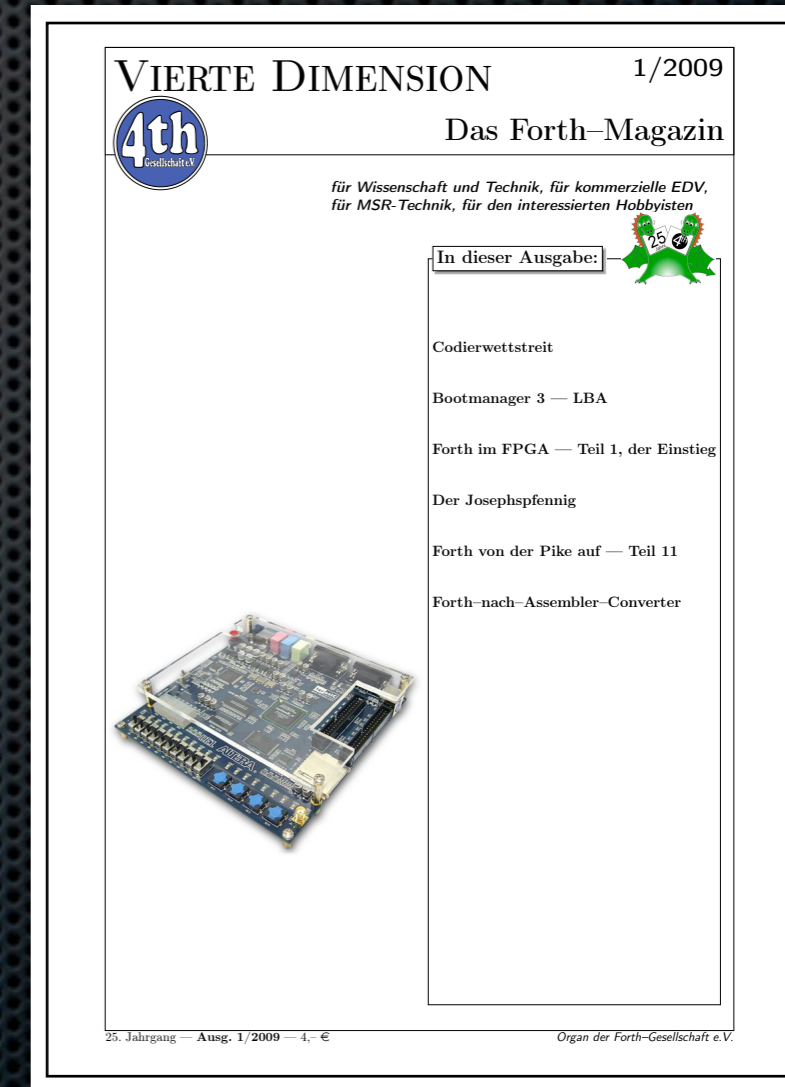 VIERTE DIMENSION
1/2009
4th
Gesellschaft e.V.
Das Forth–Magazin
für Wissenschaft und Technik, für kommerzielle EDV,
für MSR-Technik, für den interessierten Hobbyisten
25
4th
In dieser Ausgabe:
Codierwettstreit
Bootmanager 3 — LBA
Forth im FPGA — Teil 1, der Einstieg
Der Josephspfennig
Forth von der Pike auf — Teil 11
Forth–nach–Assembler–Converter
ALTERA
25. Jahrgang — Ausg. 1/2009 — 4,– €
Organ der Forth–Gesellschaft e.V.